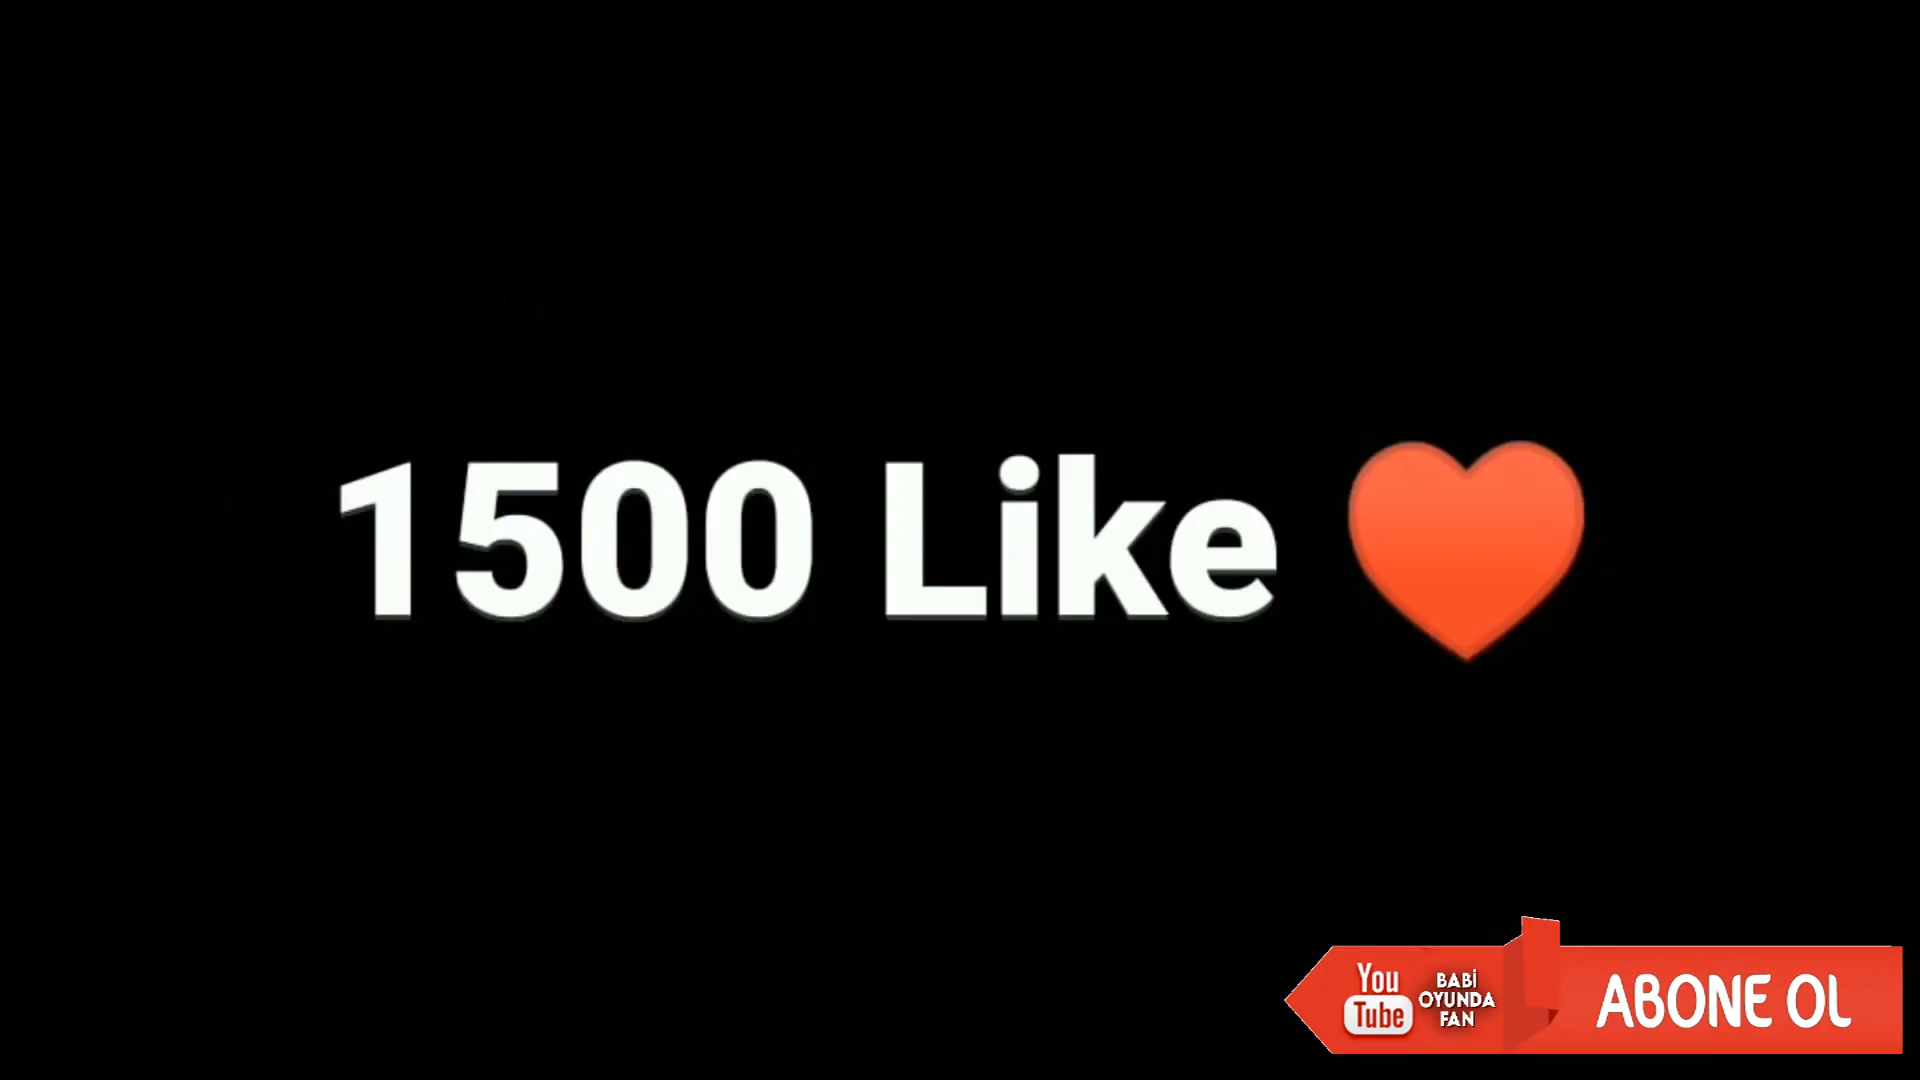 1500 Like ❤
You
Tube
BABİ
OYUNDA
FAN
ABONE OL